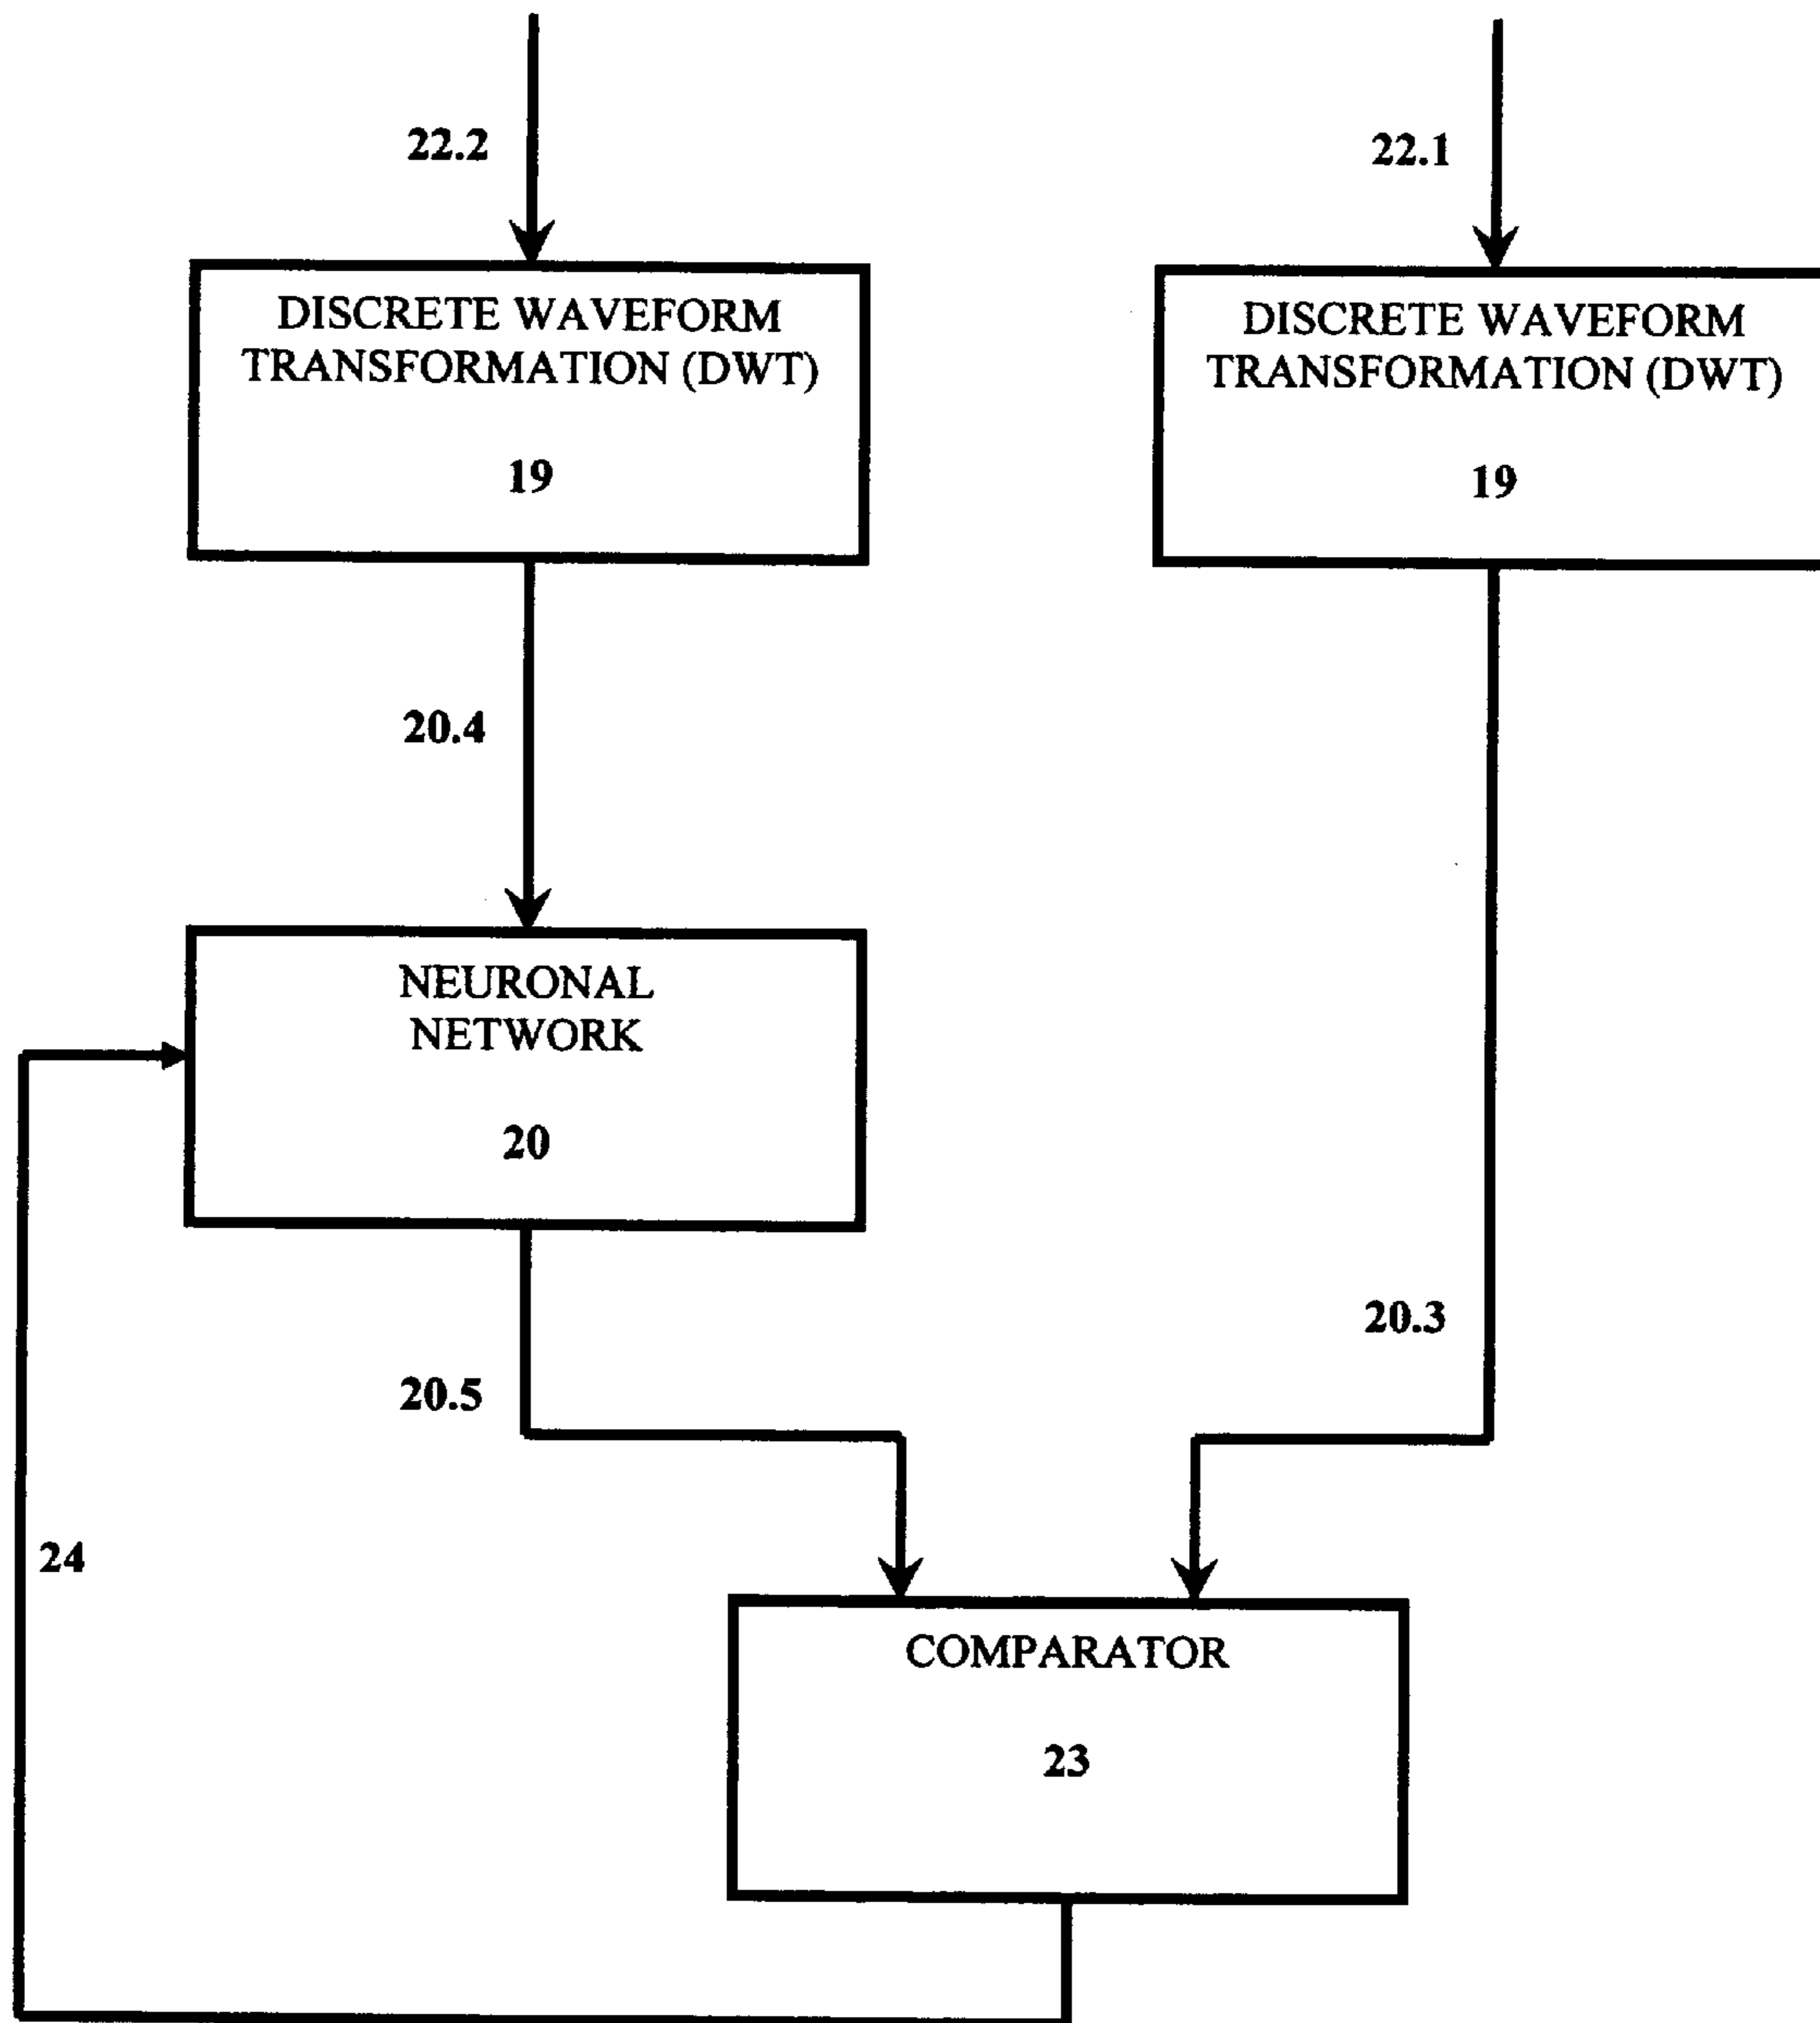 22.2
22.1
DISCRETE WAVEFORM
TRANSFORMATION (DWT)
19
DISCRETE WAVEFORM
TRANSFORMATION (DWT)
19
20.4
NEURONAL
NETWORK
20
20.3
20.5
24
COMPARATOR
23